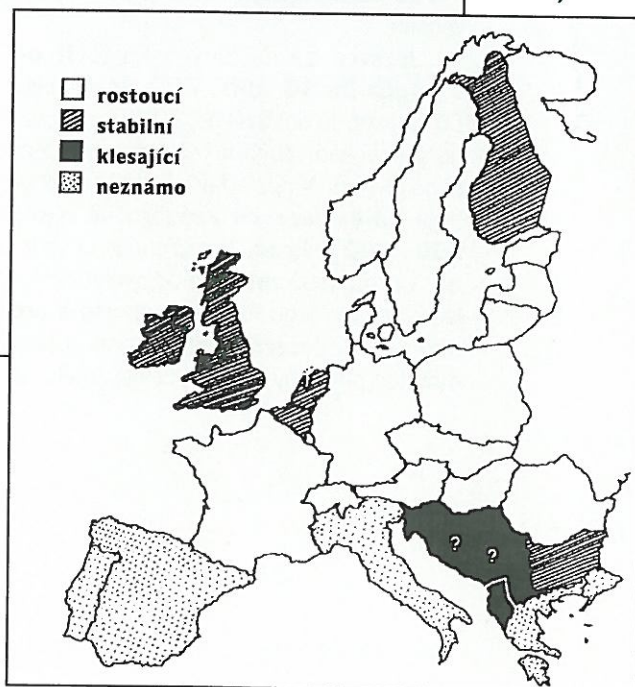 rostoucí
stabilní
klesající
neznámo
? ?